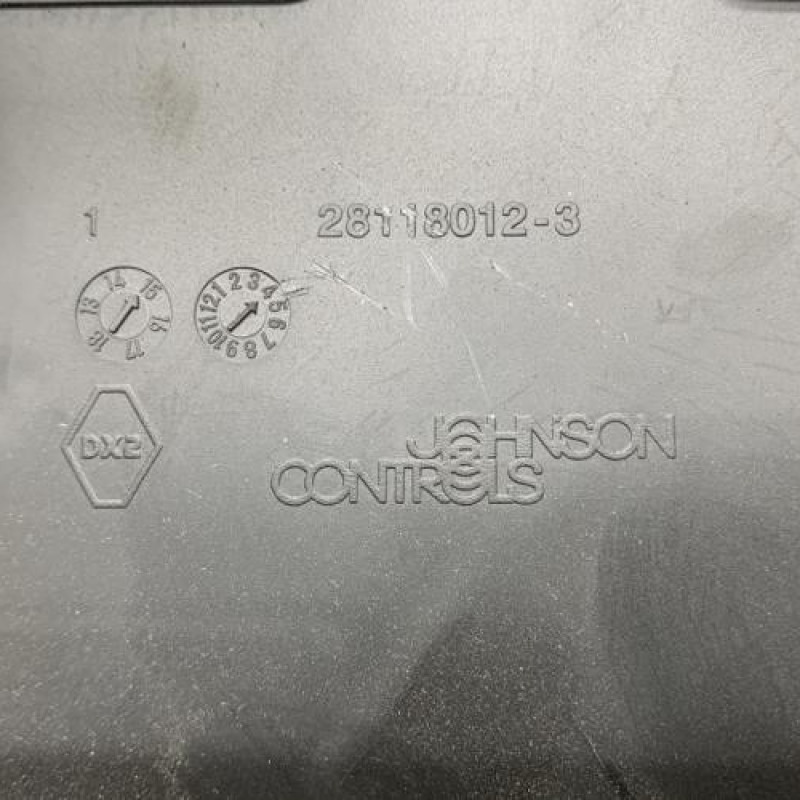 1 28118012-3
13 14 15 16 17 18
1 2 3 4 5 6 7 8 9 10 11 12
DX2
JOHNSON
CONTROLS